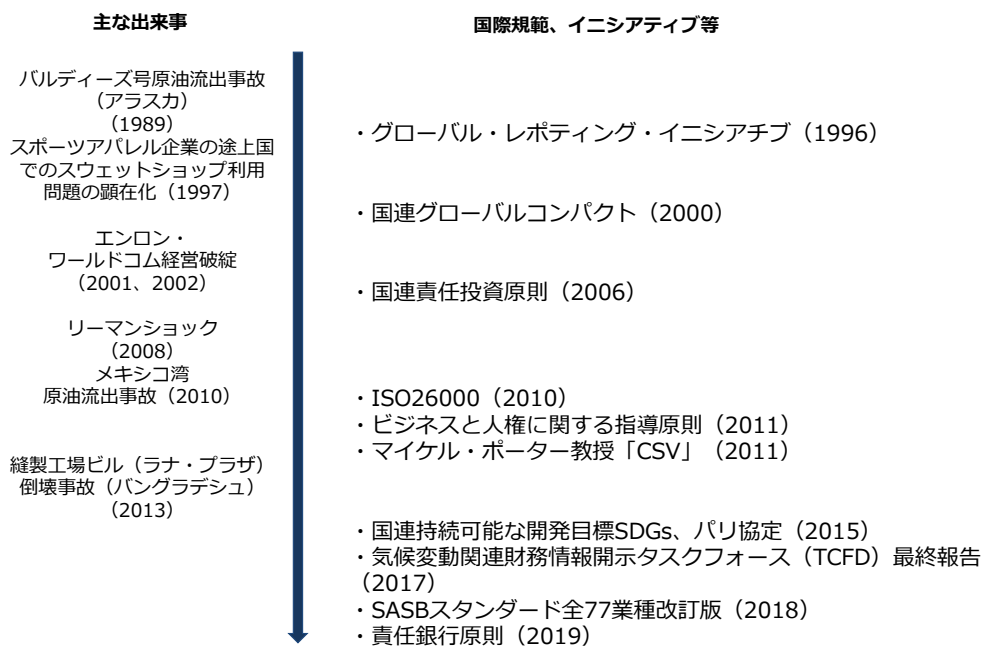 主な出来事
国際規範、イニシアティブ等
バルディーズ号原油流出事故
（アラスカ）
（1989）
スポーツアパレル企業の途上国
でのスウェットショップ利用
問題の顕在化（1997）
エンロン・
ワールドコム経営破綻
（2001、2002）
リーマンショック
（2008）
メキシコ湾
原油流出事故（2010）
縫製工場ビル（ラナ・プラザ）
倒壊事故（バングラデシュ）
（2013）
・グローバル・レポティング・イニシアチブ（1996）
・国連グローバルコンパクト（2000）
・国連責任投資原則（2006）
・ISO26000（2010）
・ビジネスと人権に関する指導原則（2011）
・マイケル・ポーター教授「CSV」（2011）
・国連持続可能な開発目標SDGs、パリ協定（2015）
・気候変動関連財務情報開示タスクフォース（TCFD）最終報告
（2017）
・SASBスタンダード全77業種改訂版（2018）
・責任銀行原則（2019）